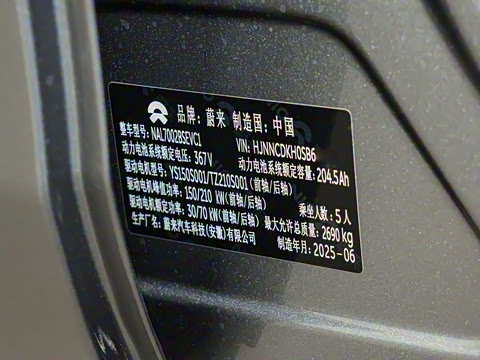 品牌: 蔚来 制造国: 中国
整车型号: NAL7002BSEVC1 VIN: HJNNCDKH0SB6
动力电池系统额定电压: 367V 动力电池系统额定容量: 204.5Ah
驱动电机型号: YS150S001/TZ210S001 (前轴/后轴)
驱动电机峰值功率: 150/210 kW (前轴/后轴) 乘坐人数: 5人
驱动电机额定功率: 30/70 kW (前轴/后轴) 最大允许总质量: 2690 kg
生产厂名: 蔚来汽车科技(安徽)有限公司 制造年月: 2025-06